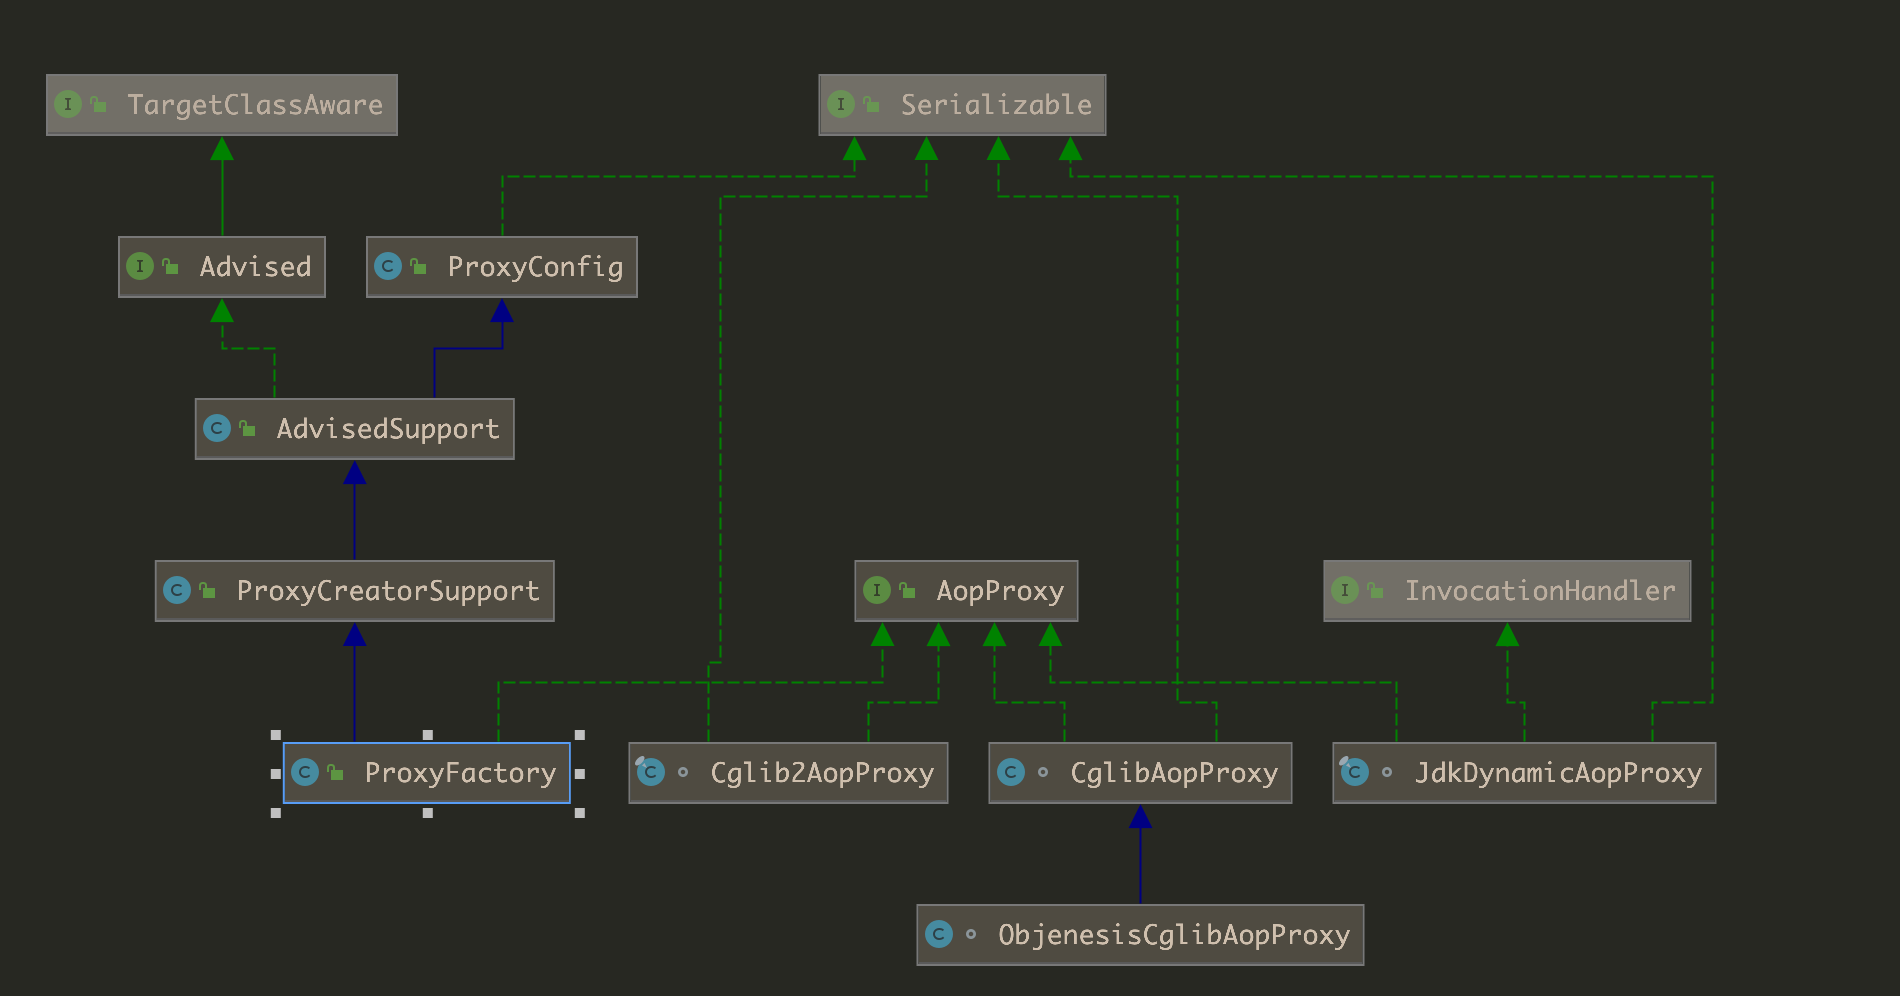 I TargetClassAware
I Serializable
I Advised
C ProxyConfig
C AdvisedSupport
C ProxyCreatorSupport
I AopProxy
I InvocationHandler
C ProxyFactory
C Cglib2AopProxy
C CglibAopProxy
C JdkDynamicAopProxy
C ObjenesisCglibAopProxy